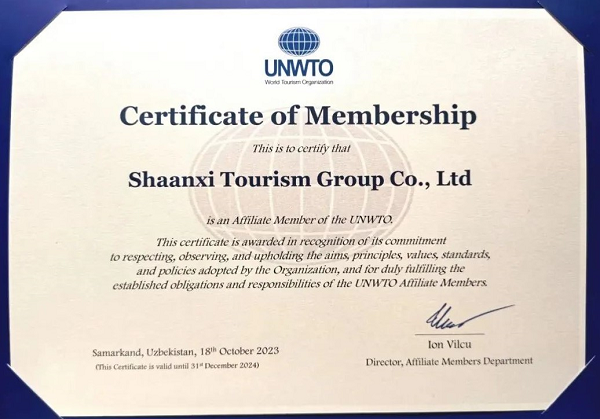 UNWTO
World Tourism Organization
Certificate of Membership
This is to certify that
Shaanxi Tourism Group Co., Ltd
is an Affiliate Member of the UNWTO.
This certificate is awarded in recognition of its commitment
to respecting, observing, and upholding the aims, principles, values, standards,
and policies adopted by the Organization, and for duly fulfilling the
established obligations and responsibilities of the UNWTO Affiliate Members.
Samarkand, Uzbekistan, 18th October 2023
(This Certificate is valid until 31st December 2024)
Ion Vilcu
Director, Affiliate Members Department